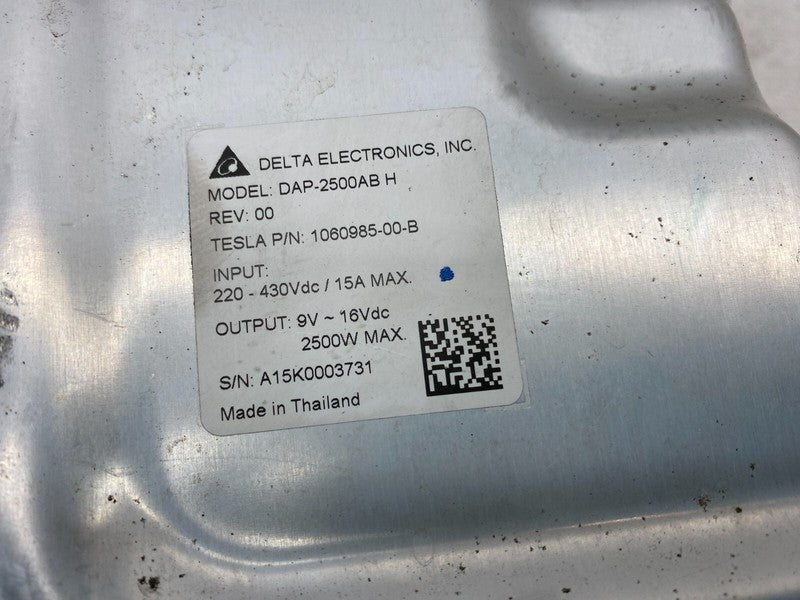 DELTA ELECTRONICS, INC.
MODEL: DAP-2500AB H
REV: 00
TESLA P/N: 1060985-00-B
INPUT:
220 - 430Vdc / 15A MAX.
OUTPUT: 9V ~ 16Vdc
2500W MAX.
S/N: A15K0003731
Made in Thailand